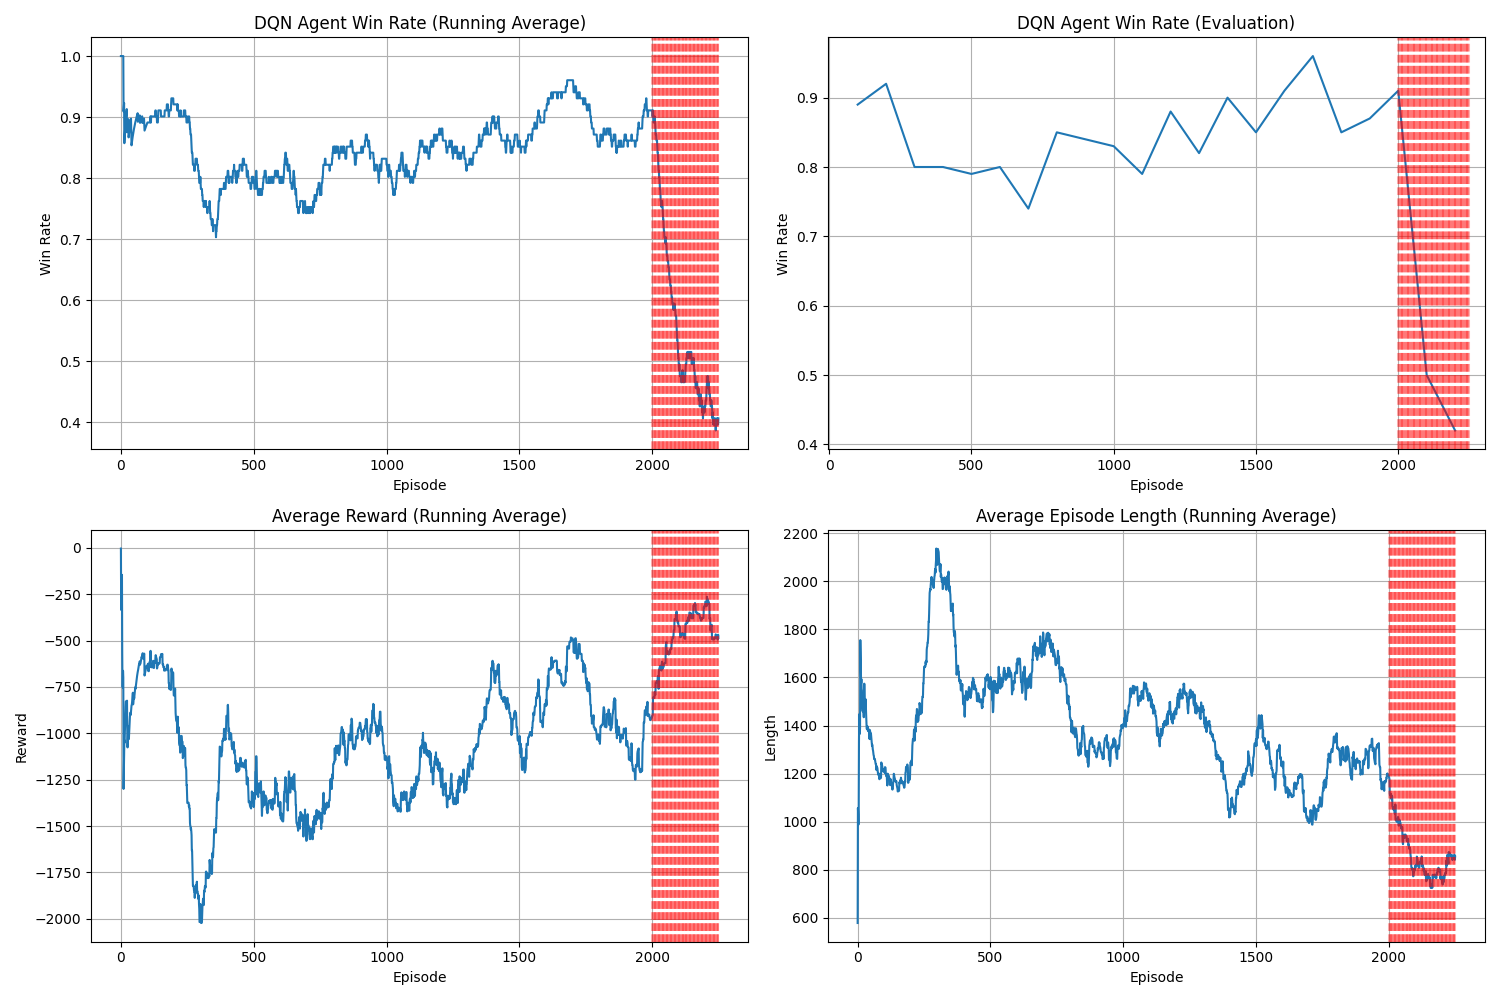 DQN Agent Win Rate (Running Average)
1.0
0.9
0.8
0.7
0.6
0.5
0.4
Win Rate
0 500 1000 1500 2000
Episode
DQN Agent Win Rate (Evaluation)
0.9
0.8
0.7
0.6
0.5
0.4
Win Rate
0 500 1000 1500 2000
Episode
Average Reward (Running Average)
0
−250
−500
−750
−1000
−1250
−1500
−1750
−2000
Reward
0 500 1000 1500 2000
Episode
Average Episode Length (Running Average)
2200
2000
1800
1600
1400
1200
1000
800
600
Length
0 500 1000 1500 2000
Episode